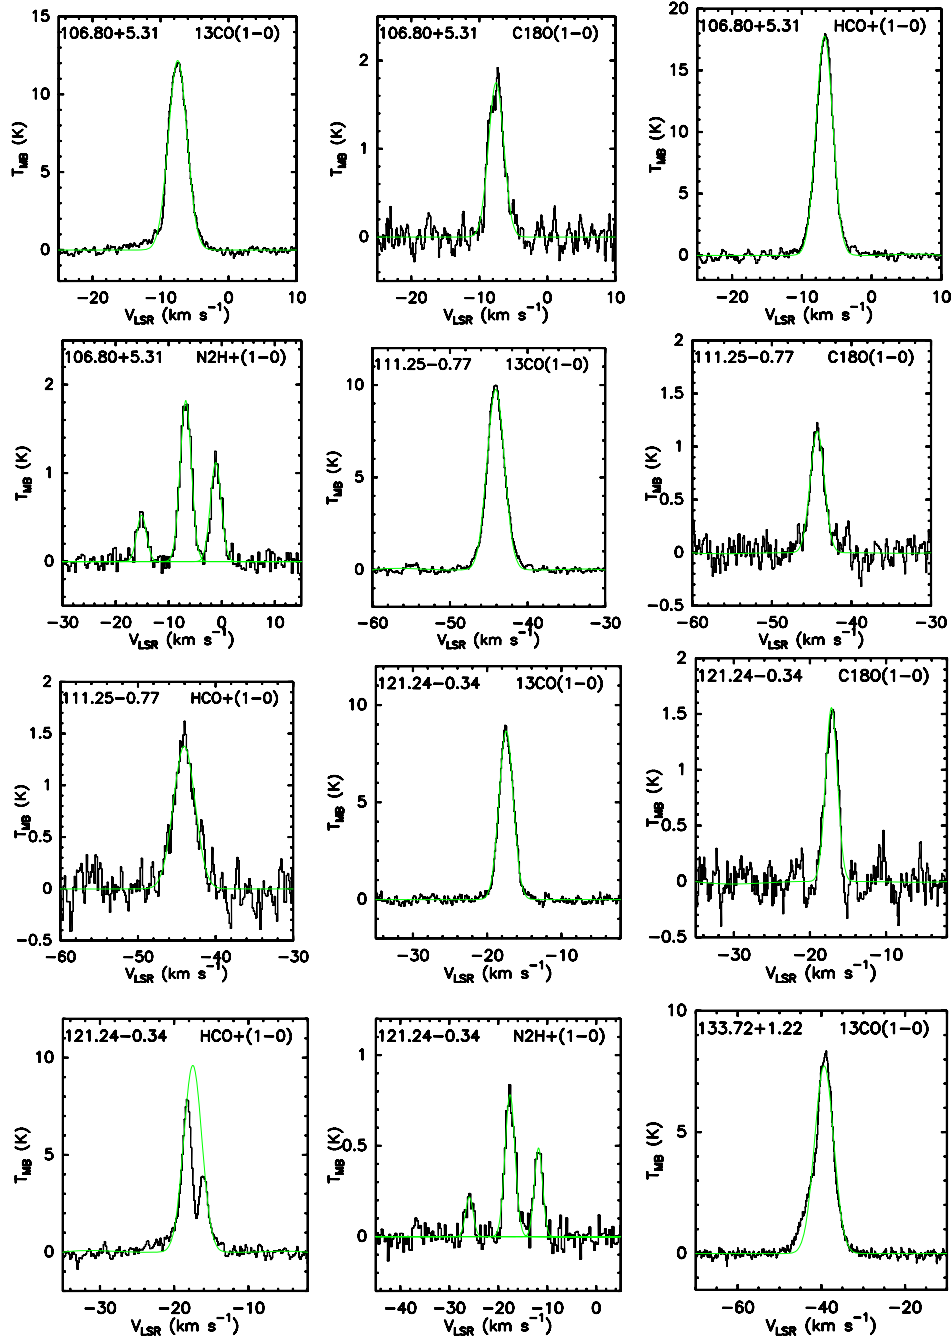 106.80+5.31 13CO(1−0)
15
10
5
0
T_MB (K)
−20 −10 0 10
V_LSR (km s⁻¹)
106.80+5.31 C18O(1−0)
2
1
0
T_MB (K)
−20 −10 0 10
V_LSR (km s⁻¹)
106.80+5.31 HCO+(1−0)
20
15
10
5
0
T_MB (K)
−20 −10 0 10
V_LSR (km s⁻¹)
106.80+5.31 N2H+(1−0)
2
1
0
T_MB (K)
−30 −20 −10 0 10
V_LSR (km s⁻¹)
111.25−0.77 13CO(1−0)
10
5
0
T_MB (K)
−60 −50 −40 −30
V_LSR (km s⁻¹)
111.25−0.77 C18O(1−0)
2
1.5
1
0.5
0
−0.5
T_MB (K)
−60 −50 −40 −30
V_LSR (km s⁻¹)
111.25−0.77 HCO+(1−0)
2
1.5
1
0.5
0
−0.5
T_MB (K)
−60 −50 −40 −30
V_LSR (km s⁻¹)
121.24−0.34 13CO(1−0)
10
5
0
T_MB (K)
−30 −20 −10
V_LSR (km s⁻¹)
121.24−0.34 C18O(1−0)
2
1.5
1
0.5
0
−0.5
T_MB (K)
−30 −20 −10
V_LSR (km s⁻¹)
121.24−0.34 HCO+(1−0)
10
5
0
T_MB (K)
−30 −20 −10
V_LSR (km s⁻¹)
121.24−0.34 N2H+(1−0)
1
0.5
0
T_MB (K)
−40 −30 −20 −10 0
V_LSR (km s⁻¹)
133.72+1.22 13CO(1−0)
10
5
0
T_MB (K)
−60 −40 −20
V_LSR (km s⁻¹)